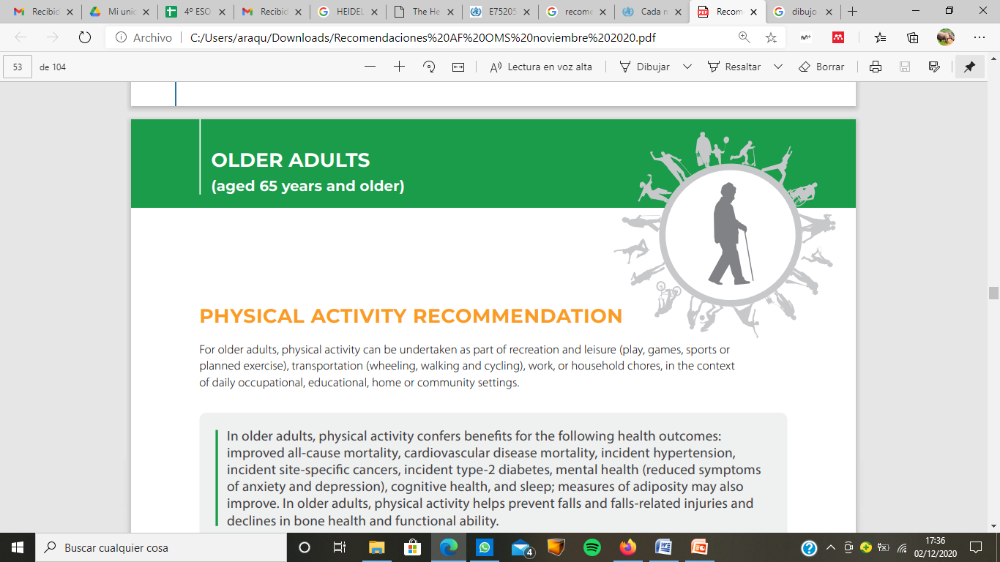 Recibid
Mi unic
4º ESO
Recibid
HEIDEL
The He
E75205
recome
Cada m
Recom
dibujo
Archivo
C:/Users/araqu/Downloads/Recomendaciones%20AF%20OMS%20noviembre%202020.pdf
53 de 104
Lectura en voz alta
Dibujar
Resaltar
Borrar
OLDER ADULTS
(aged 65 years and older)
PHYSICAL ACTIVITY RECOMMENDATION
For older adults, physical activity can be undertaken as part of recreation and leisure (play, games, sports or
planned exercise), transportation (wheeling, walking and cycling), work, or household chores, in the context
of daily occupational, educational, home or community settings.
In older adults, physical activity confers benefits for the following health outcomes:
improved all-cause mortality, cardiovascular disease mortality, incident hypertension,
incident site-specific cancers, incident type-2 diabetes, mental health (reduced symptoms
of anxiety and depression), cognitive health, and sleep; measures of adiposity may also
improve. In older adults, physical activity helps prevent falls and falls-related injuries and
declines in bone health and functional ability.
Buscar cualquier cosa
4
17:36
02/12/2020